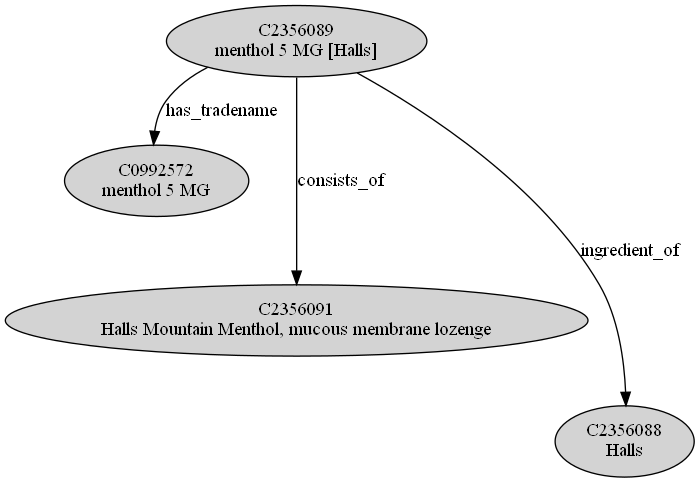 C2356089
menthol 5 MG [Halls]
has_tradename
C0992572
menthol 5 MG
consists_of
ingredient_of
C2356091
Halls Mountain Menthol, mucous membrane lozenge
C2356088
Halls